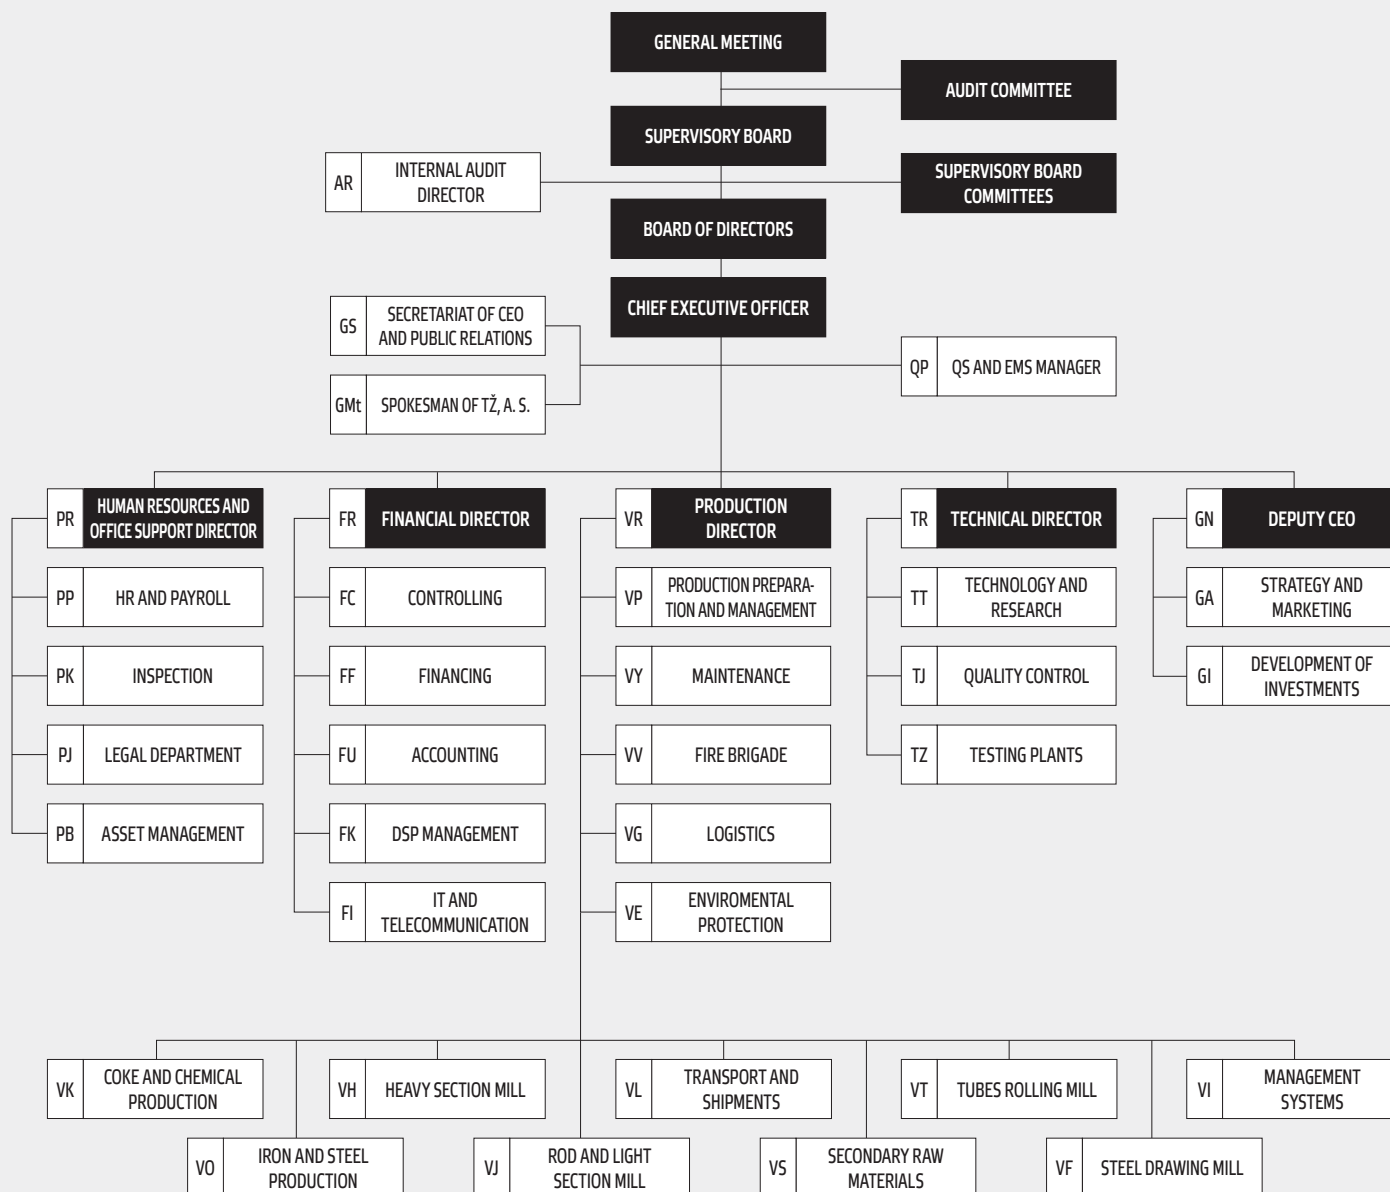 GENERAL MEETING
AUDIT COMMITTEE
SUPERVISORY BOARD
AR
INTERNAL AUDIT
DIRECTOR
SUPERVISORY BOARD
COMMITTEES
BOARD OF DIRECTORS
CHIEF EXECUTIVE OFFICER
GS
SECRETARIAT OF CEO
AND PUBLIC RELATIONS
QP
QS AND EMS MANAGER
GMt
SPOKESMAN OF TŽ, A. S.
PR
HUMAN RESOURCES AND
OFFICE SUPPORT DIRECTOR
FR
FINANCIAL DIRECTOR
VR
PRODUCTION
DIRECTOR
TR
TECHNICAL DIRECTOR
GN
DEPUTY CEO
PP
HR AND PAYROLL
FC
CONTROLLING
VP
PRODUCTION PREPARA-
TION AND MANAGEMENT
TT
TECHNOLOGY AND
RESEARCH
GA
STRATEGY AND
MARKETING
PK
INSPECTION
FF
FINANCING
VY
MAINTENANCE
TJ
QUALITY CONTROL
GI
DEVELOPMENT OF
INVESTMENTS
PJ
LEGAL DEPARTMENT
FU
ACCOUNTING
VV
FIRE BRIGADE
TZ
TESTING PLANTS
PB
ASSET MANAGEMENT
FK
DSP MANAGEMENT
VG
LOGISTICS
FI
IT AND
TELECOMMUNICATION
VE
ENVIROMENTAL
PROTECTION
VK
COKE AND CHEMICAL
PRODUCTION
VH
HEAVY SECTION MILL
VL
TRANSPORT AND
SHIPMENTS
VT
TUBES ROLLING MILL
VI
MANAGEMENT
SYSTEMS
VO
IRON AND STEEL
PRODUCTION
VJ
ROD AND LIGHT
SECTION MILL
VS
SECONDARY RAW
MATERIALS
VF
STEEL DRAWING MILL